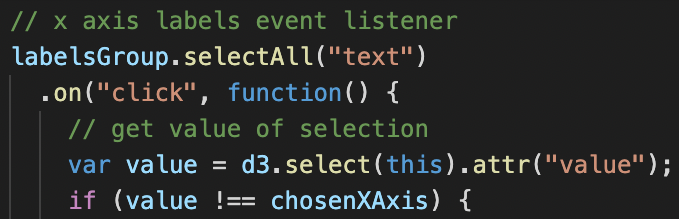 // x axis labels event listener
labelsGroup.selectAll("text")
.on("click", function() {
// get value of selection
var value = d3.select(this).attr("value");
if (value !== chosenXAxis) {